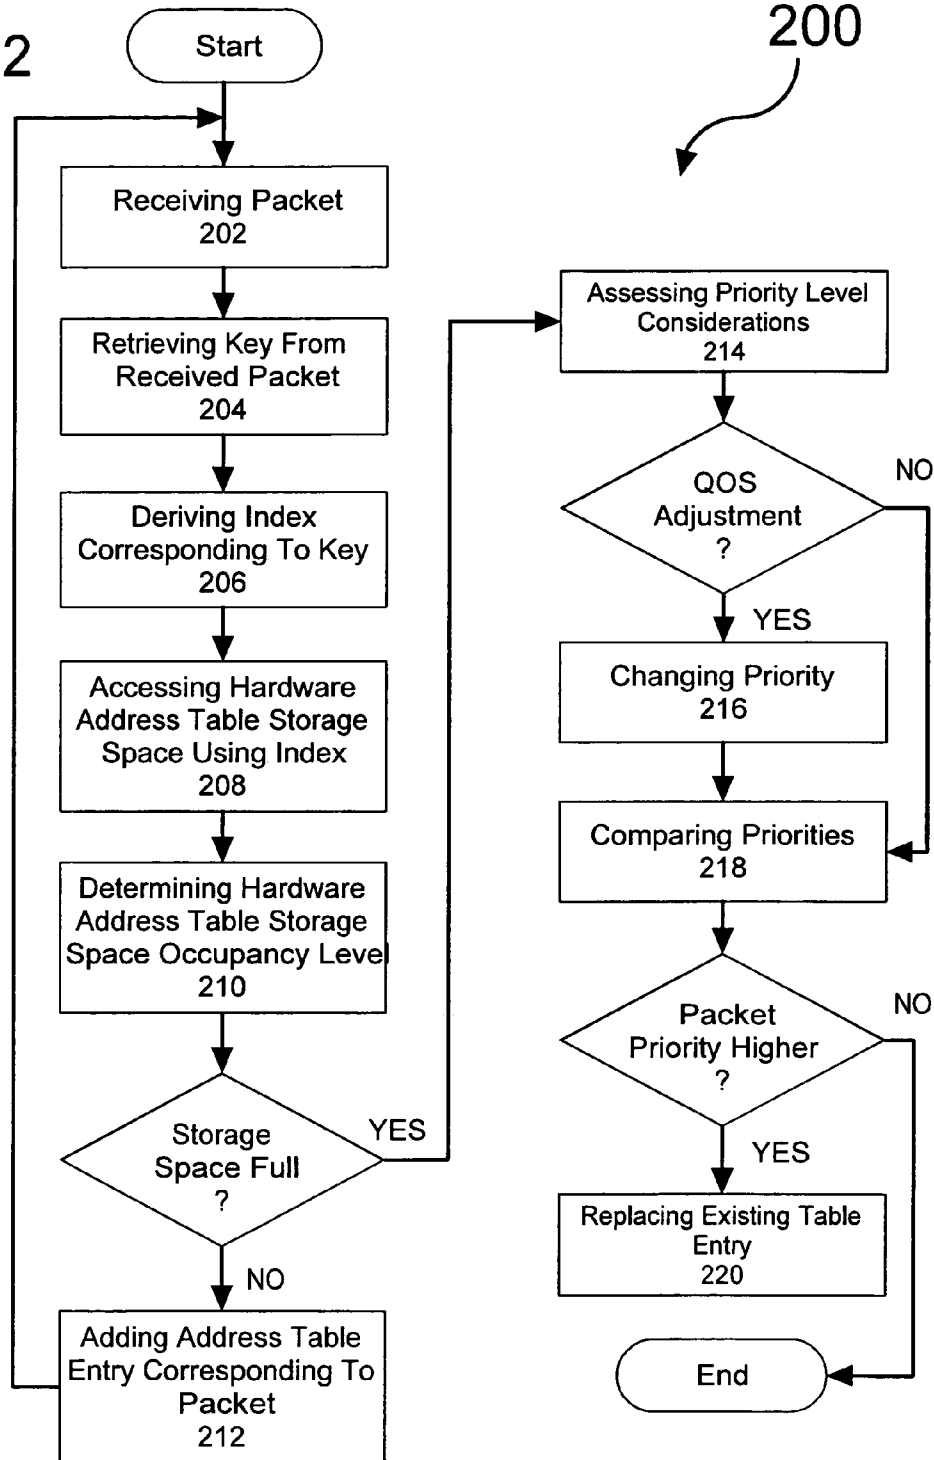 2
200
Start
Receiving Packet
202
Retrieving Key From
Received Packet
204
Deriving Index
Corresponding To Key
206
Accessing Hardware
Address Table Storage
Space Using Index
208
Determining Hardware
Address Table Storage
Space Occupancy Level
210
Storage
Space Full
?
YES
NO
Adding Address Table
Entry Corresponding To
Packet
212
Assessing Priority Level
Considerations
214
QOS
Adjustment
?
NO
YES
Changing Priority
216
Comparing Priorities
218
Packet
Priority Higher
?
NO
YES
Replacing Existing Table
Entry
220
End